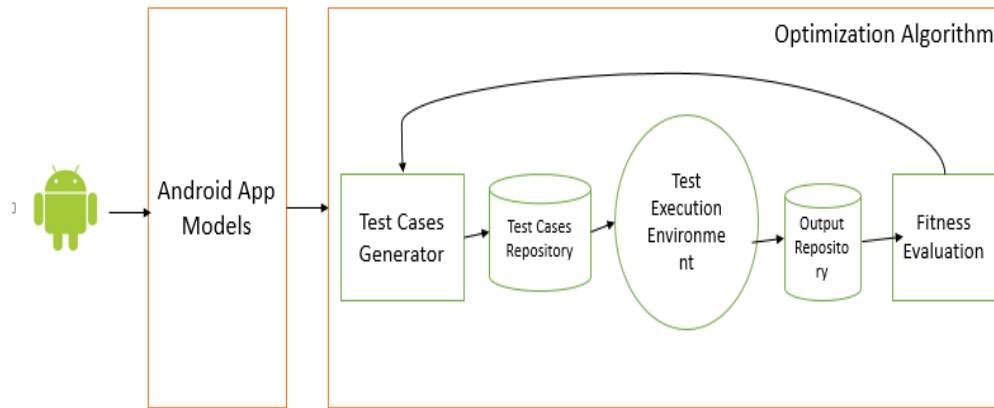 Optimization Algorithm
Android App
Models
Test Cases
Generator
Test Cases
Repository
Test
Execution
Environme
nt
Output
Reposito
ry
Fitness
Evaluation